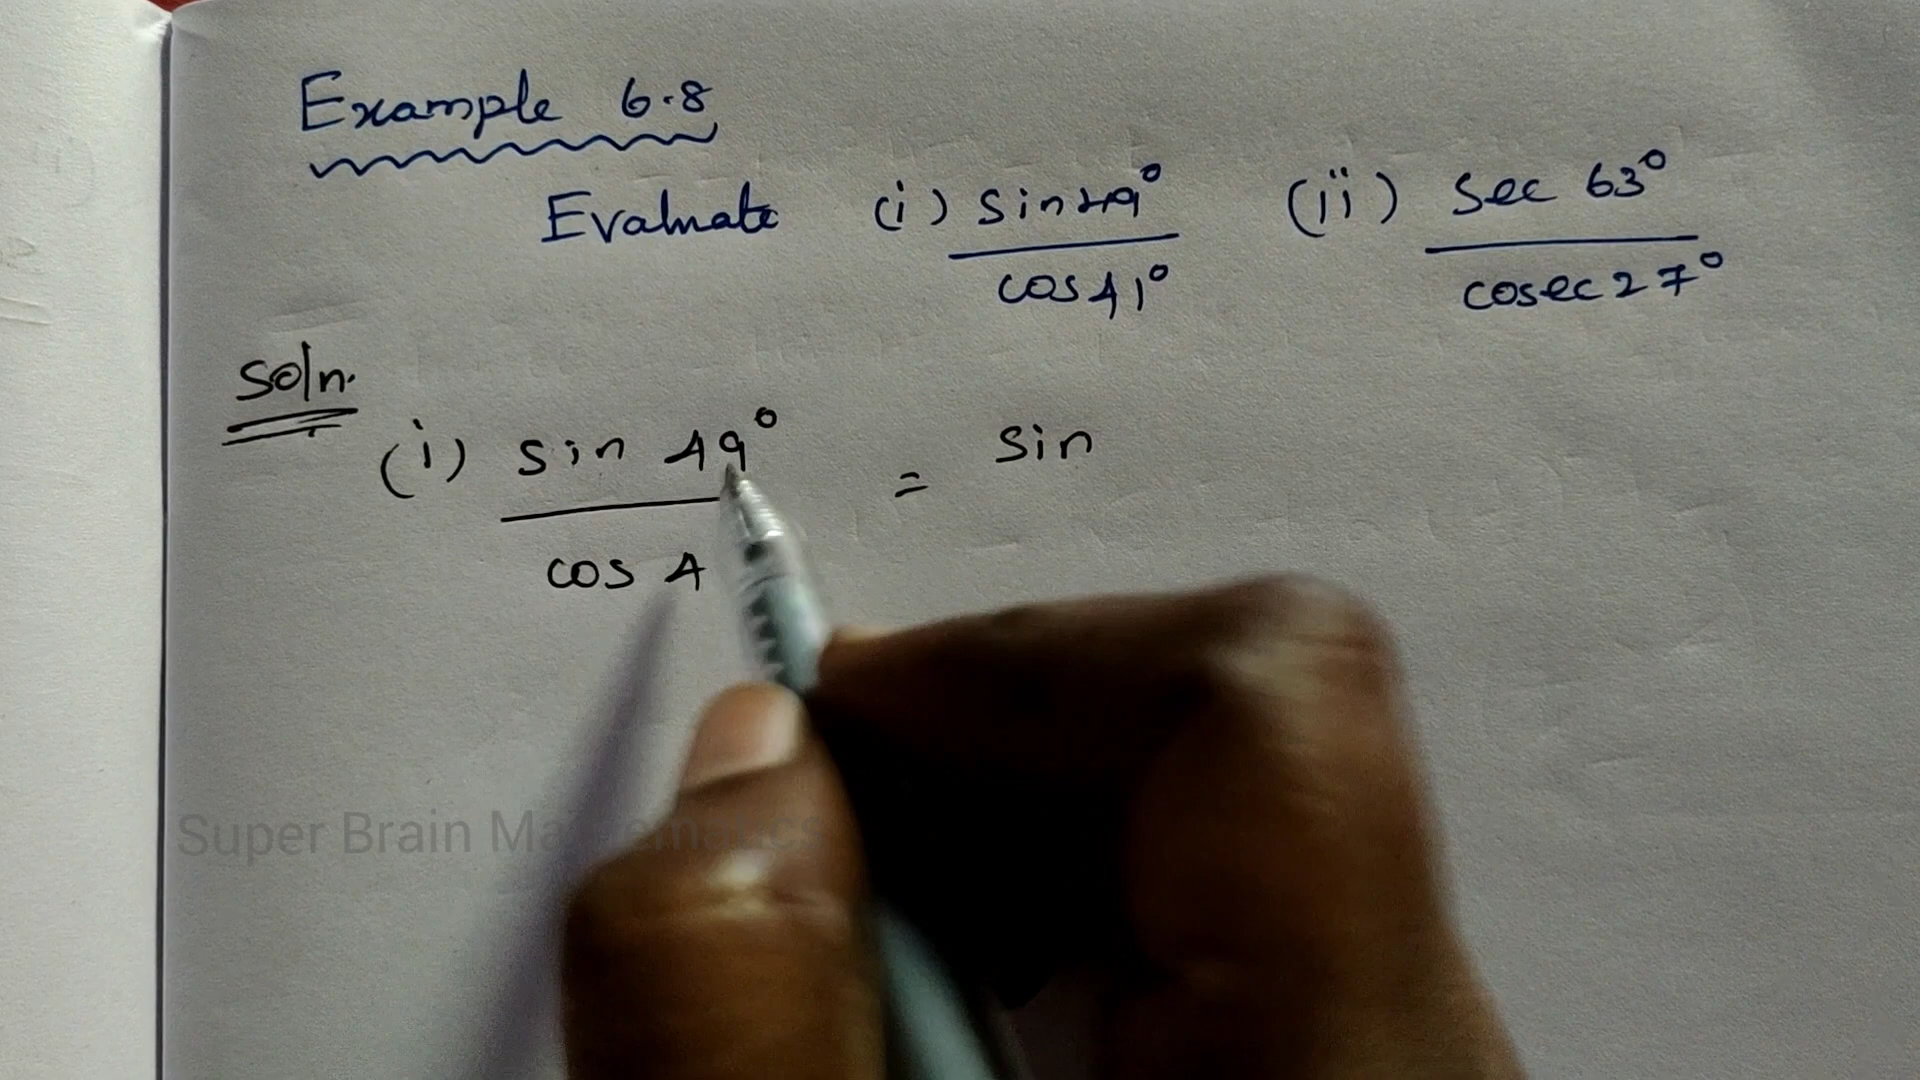 Example 6.8
Evaluate (i) sin 49° (ii) sec 63°
cos 41° cosec 27°
Soln.
(i) sin 49° = sin
cos 4
Super Brain Mathematics